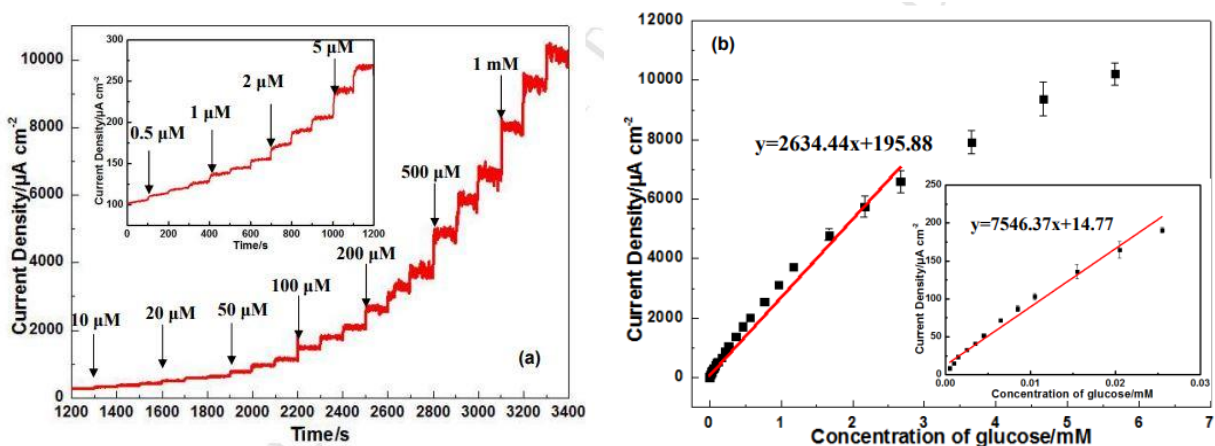 (a)
10000
8000
6000
4000
2000
0
Current Density/μA cm-2
1200 1400 1600 1800 2000 2200 2400 2600 2800 3000 3200 3400
Time/s
10 μM
20 μM
50 μM
100 μM
200 μM
500 μM
1 mM
300
250
200
150
100
Current Density/μA cm-2
0 200 400 600 800 1000 1200
Time/s
0.5 μM
1 μM
2 μM
5 μM
(b)
12000
10000
8000
6000
4000
2000
0
Current Density/μA cm-2
0 1 2 3 4 5 6 7
Concentration of glucose/mM
y=2634.44x+195.88
250
200
150
100
50
0
Current Density/μA cm-2
0.00 0.01 0.02 0.03
Concentration of glucose/mM
y=7546.37x+14.77